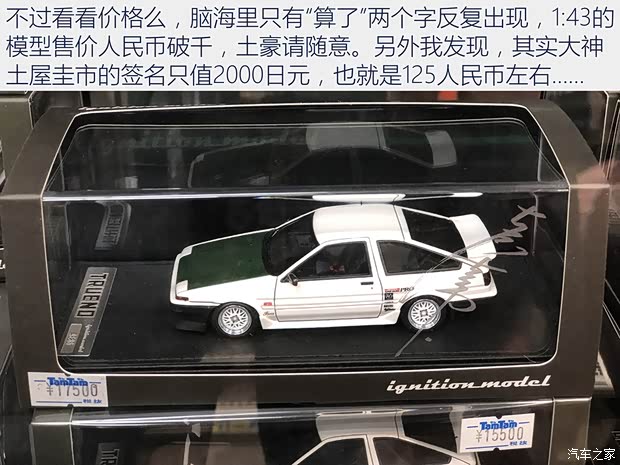 不过看看价格么，脑海里只有“算了”两个字反复出现，1:43的
模型售价人民币破千，土豪请随意。另外我发现，其实大神
土屋圭市的签名只值2000日元，也就是125人民币左右......
TRUENO
TRUENO
PRO
ignition model
TamTam
¥17500
TamTam
¥15500
汽车之家